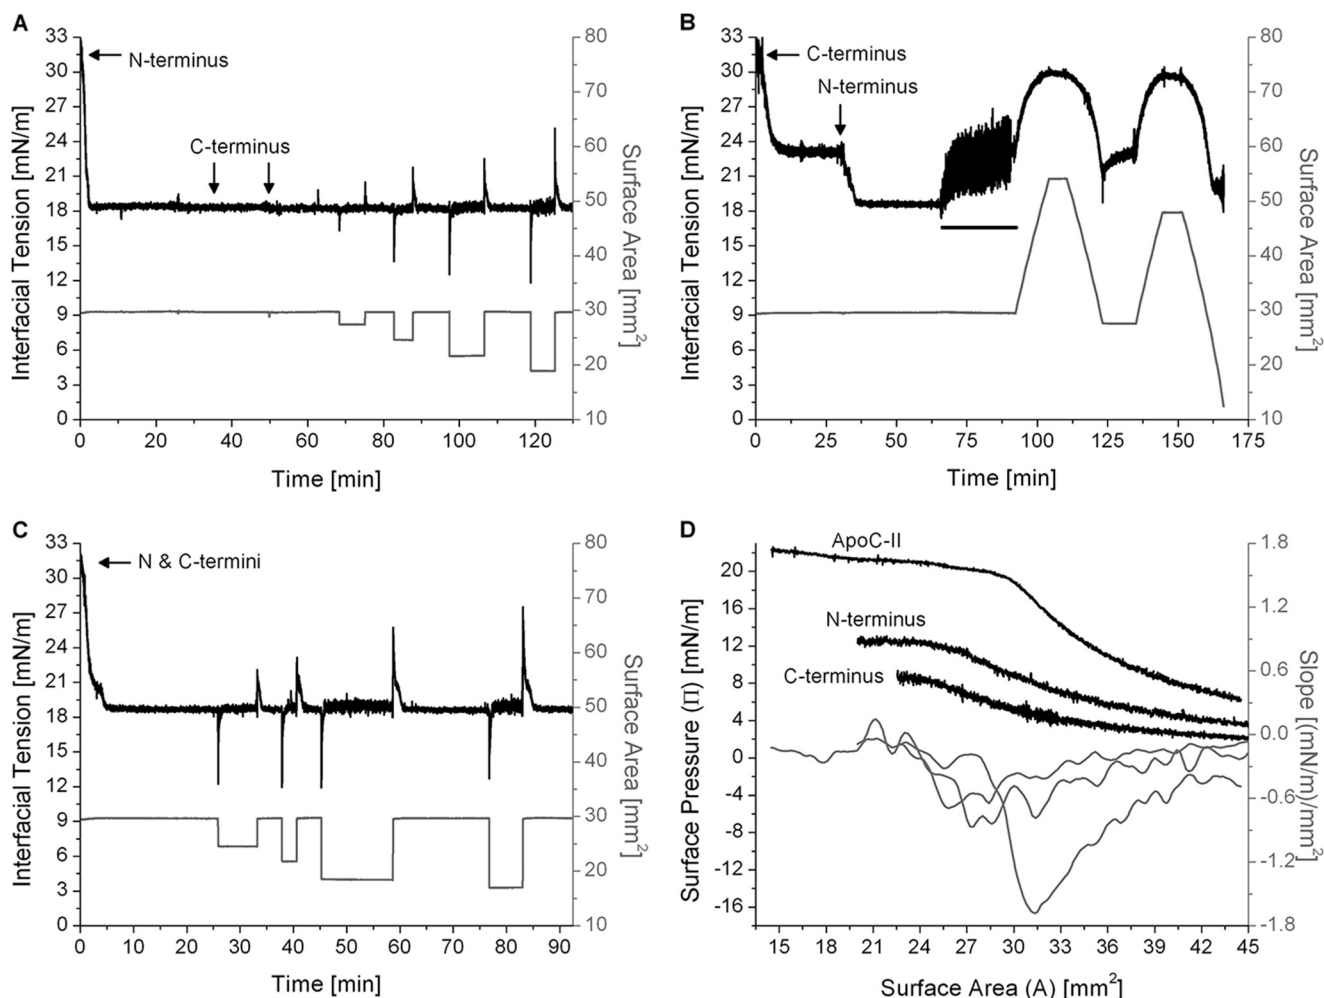 A
Interfacial Tension [mN/m]
33
30
27
24
21
18
15
12
9
6
3
0
N-terminus
C-terminus
80
70
60
50
40
30
20
10
Surface Area [mm²]
0 20 40 60 80 100 120
Time [min]
B
Interfacial Tension [mN/m]
33
30
27
24
21
18
15
12
9
6
3
0
C-terminus
N-terminus
80
70
60
50
40
30
20
10
Surface Area [mm²]
0 25 50 75 100 125 150 175
Time [min]
C
Interfacial Tension [mN/m]
33
30
27
24
21
18
15
12
9
6
3
0
N & C-termini
80
70
60
50
40
30
20
10
Surface Area [mm²]
0 10 20 30 40 50 60 70 80 90
Time [min]
D
Surface Pressure (Π) [mN/m]
20
16
12
8
4
0
-4
-8
-12
-16
ApoC-II
N-terminus
C-terminus
1.8
1.2
0.6
0.0
-0.6
-1.2
-1.8
Slope [(mN/m)/mm²]
15 18 21 24 27 30 33 36 39 42 45
Surface Area (A) [mm²]